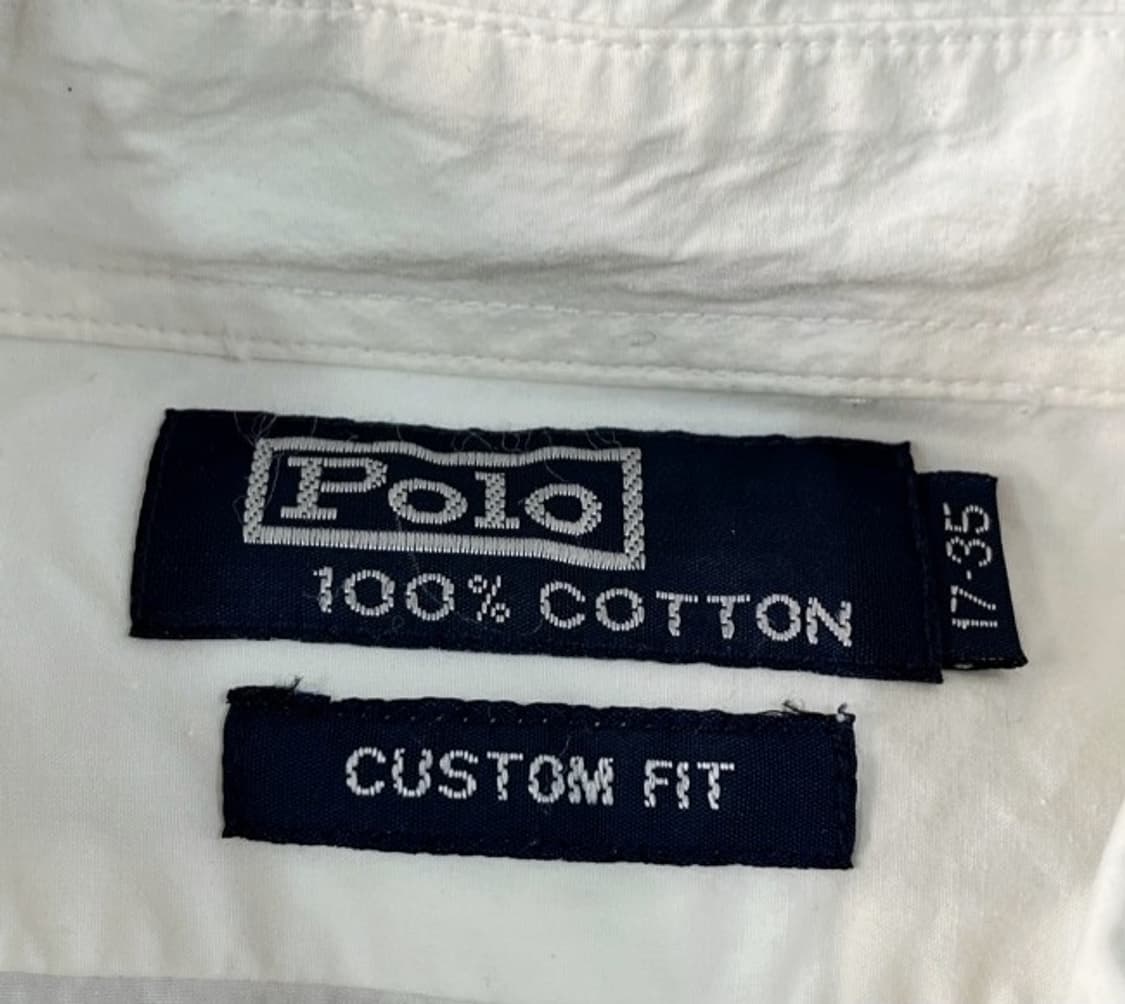 Polo
100% COTTON
17-35
CUSTOM FIT